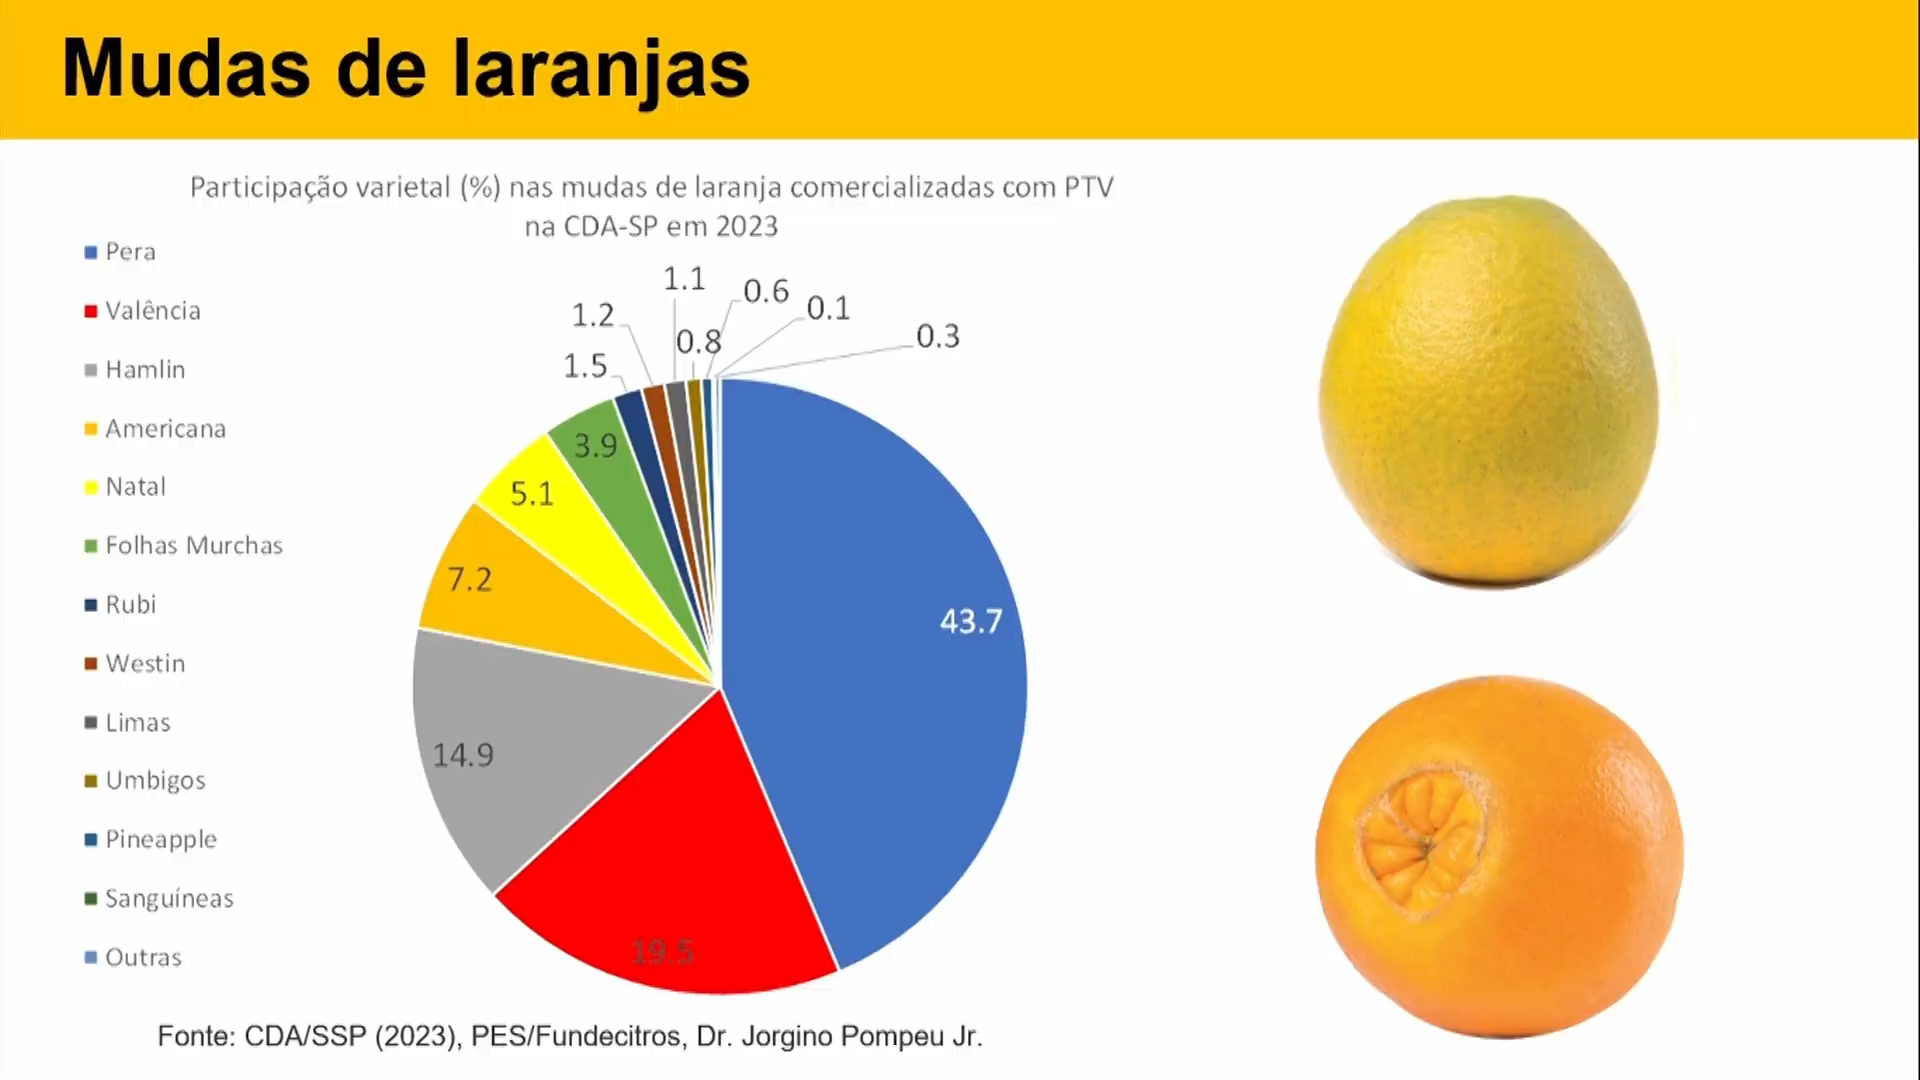 Mudas de laranjas
Participação varietal (%) nas mudas de laranja comercializadas com PTV
na CDA-SP em 2023
Pera
Valência
Hamlin
Americana
Natal
Folhas Murchas
Rubi
Westin
Limas
Umbigos
Pineapple
Sanguíneas
Outras
43.7
19.5
14.9
7.2
5.1
3.9
1.5
1.2
1.1
0.8
0.6
0.1
0.3
Fonte: CDA/SSP (2023), PES/Fundecitros, Dr. Jorgino Pompeu Jr.